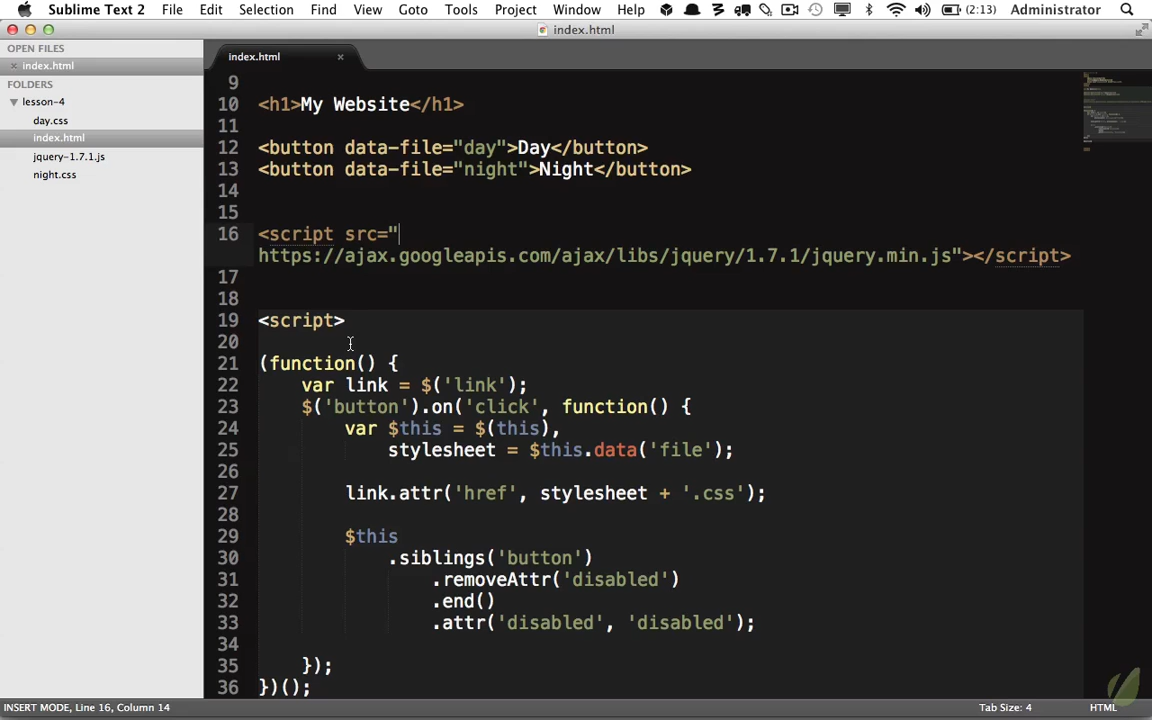 Sublime Text 2 File Edit Selection Find View Goto Tools Project Window Help (2:13) Administrator
index.html
OPEN FILES
index.html
FOLDERS
lesson-4
day.css
index.html
jquery-1.7.1.js
night.css
index.html
9
10 <h1>My Website</h1>
11
12 <button data-file="day">Day</button>
13 <button data-file="night">Night</button>
14
15
16 <script src="
https://ajax.googleapis.com/ajax/libs/jquery/1.7.1/jquery.min.js"></script>
17
18
19 <script>
20
21 (function() {
22 var link = $('link');
23 $('button').on('click', function() {
24 var $this = $(this),
25 stylesheet = $this.data('file');
26
27 link.attr('href', stylesheet + '.css');
28
29 $this
30 .siblings('button')
31 .removeAttr('disabled')
32 .end()
33 .attr('disabled', 'disabled');
34
35 });
36 })();
INSERT MODE, Line 16, Column 14 Tab Size: 4 HTML